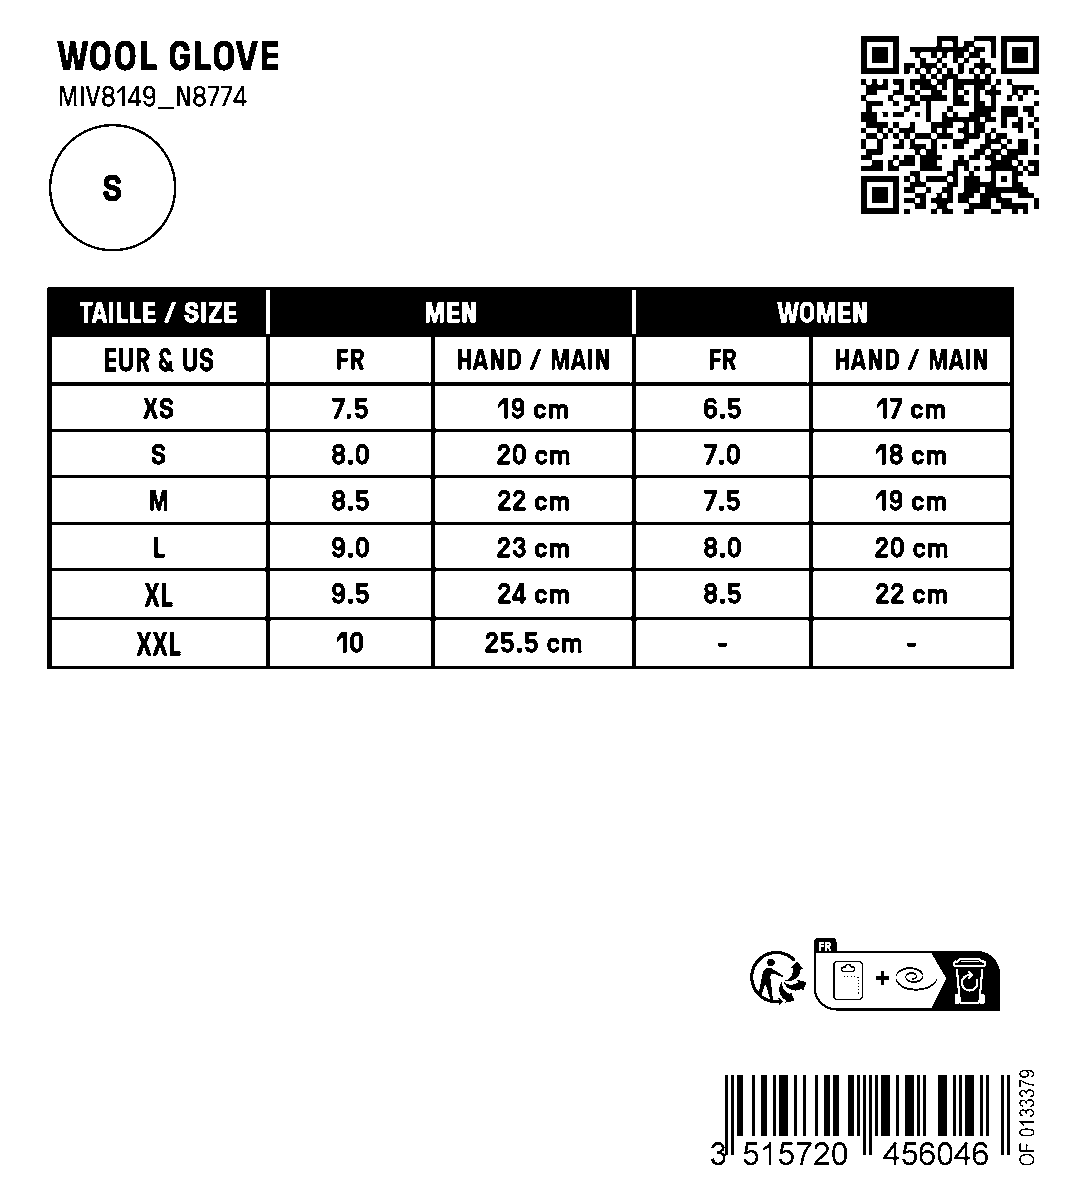 WOOL GLOVE
MIV8149_N8774
S
TAILLE / SIZE MEN WOMEN
EUR & US FR HAND / MAIN FR HAND / MAIN
XS 7.5 19 cm 6.5 17 cm
S 8.0 20 cm 7.0 18 cm
M 8.5 22 cm 7.5 19 cm
L 9.0 23 cm 8.0 20 cm
XL 9.5 24 cm 8.5 22 cm
XXL 10 25.5 cm - -
FR
+
3 515720 456046
OF 0133379